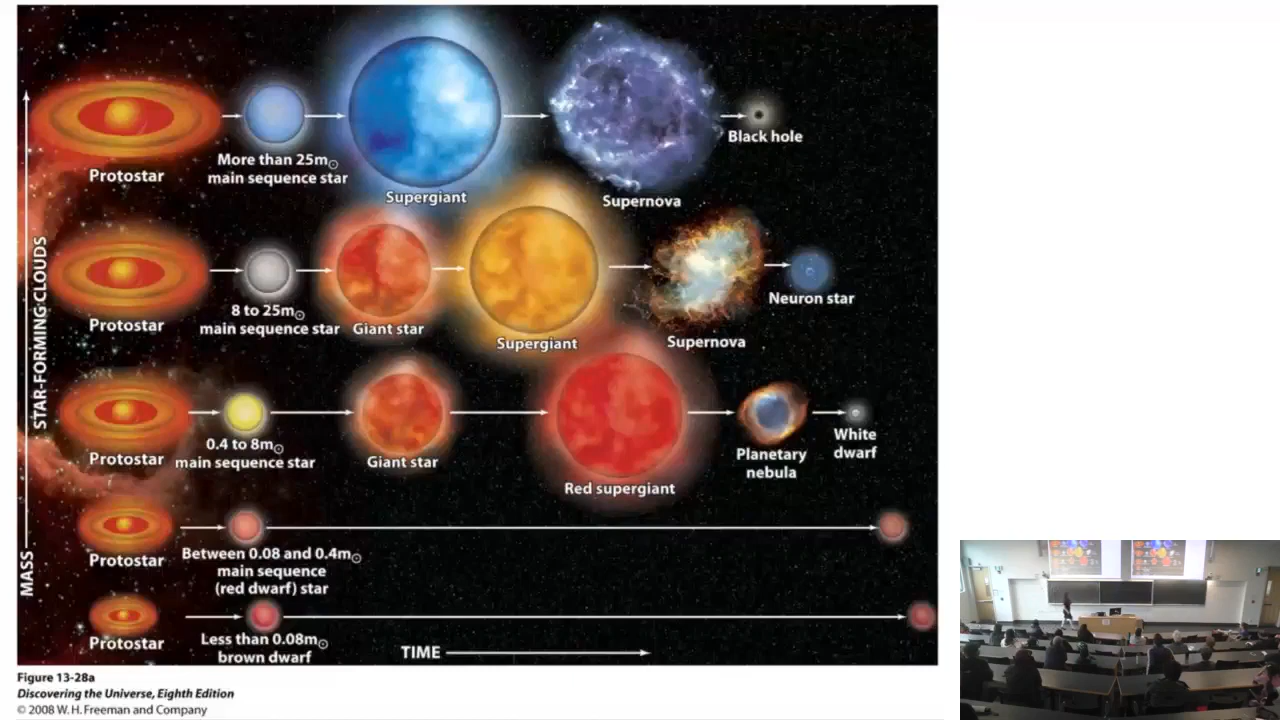 Protostar
More than 25m☉
main sequence star
Supergiant
Supernova
Black hole
Protostar
8 to 25m☉
main sequence star
Giant star
Supergiant
Supernova
Neuron star
Protostar
0.4 to 8m☉
main sequence star
Giant star
Red supergiant
Planetary
nebula
White
dwarf
Protostar
Between 0.08 and 0.4m☉
main sequence
(red dwarf) star
Protostar
Less than 0.08m☉
brown dwarf
STAR-FORMING CLOUDS
MASS
TIME
Figure 13-28a
Discovering the Universe, Eighth Edition
© 2008 W. H. Freeman and Company